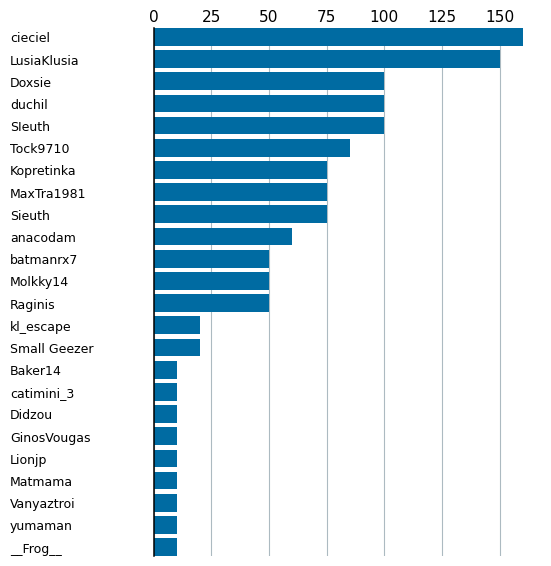 0 25 50 75 100 125 150
cieciel
LusiaKlusia
Doxsie
duchil
SIeuth
Tock9710
Kopretinka
MaxTra1981
Sieuth
anacodam
batmanrx7
Molkky14
Raginis
kl_escape
Small Geezer
Baker14
catimini_3
Didzou
GinosVougas
Lionjp
Matmama
Vanyaztroi
yumaman
__Frog__